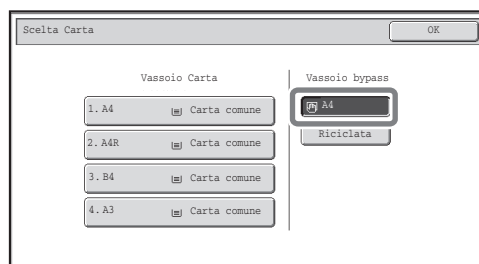 Scelta Carta
OK
Vassoio Carta
Vassoio bypass
1. A4 Carta comune
A4
2. A4R Carta comune
Riciclata
3. B4 Carta comune
4. A3 Carta comune